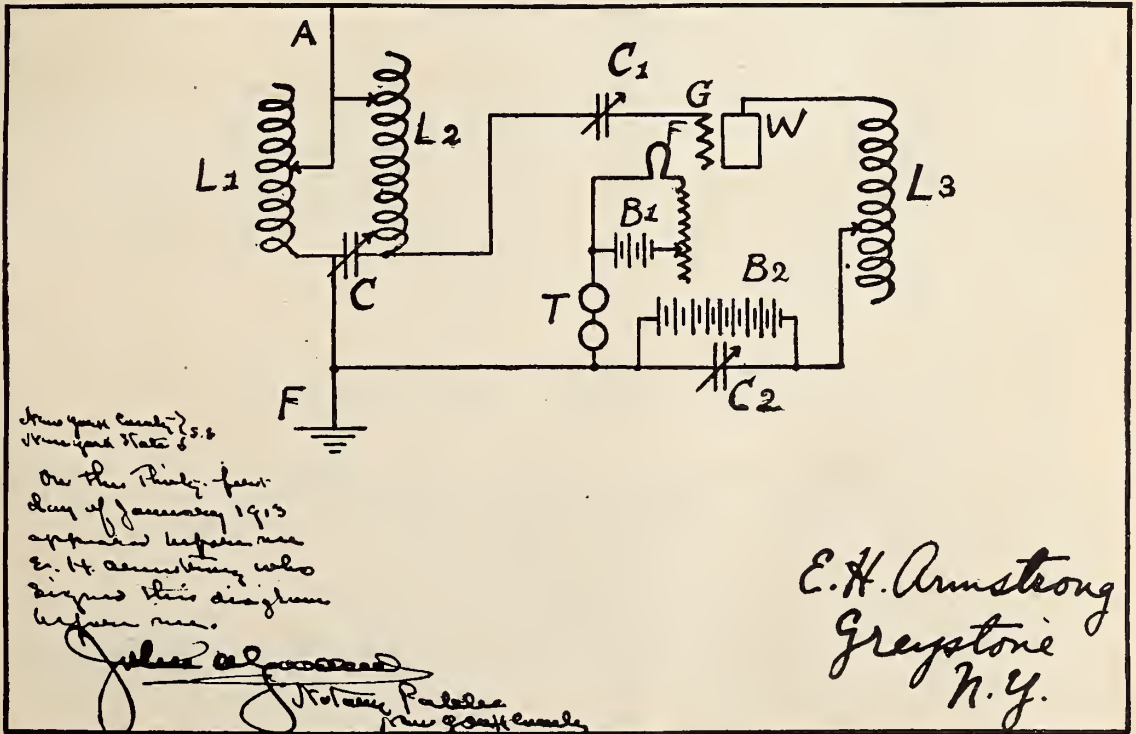 A
C1
G
F
W
L2
L1
L3
B1
B2
C
T
C2
F
New York County } s.s
New York State }
On this Thirty-first
day of January 1913
appeared before me
E. H. Armstrong who
signed this diagram
before me.
Notary Public
New York County
E.H. Armstrong
Greystone
N.Y.